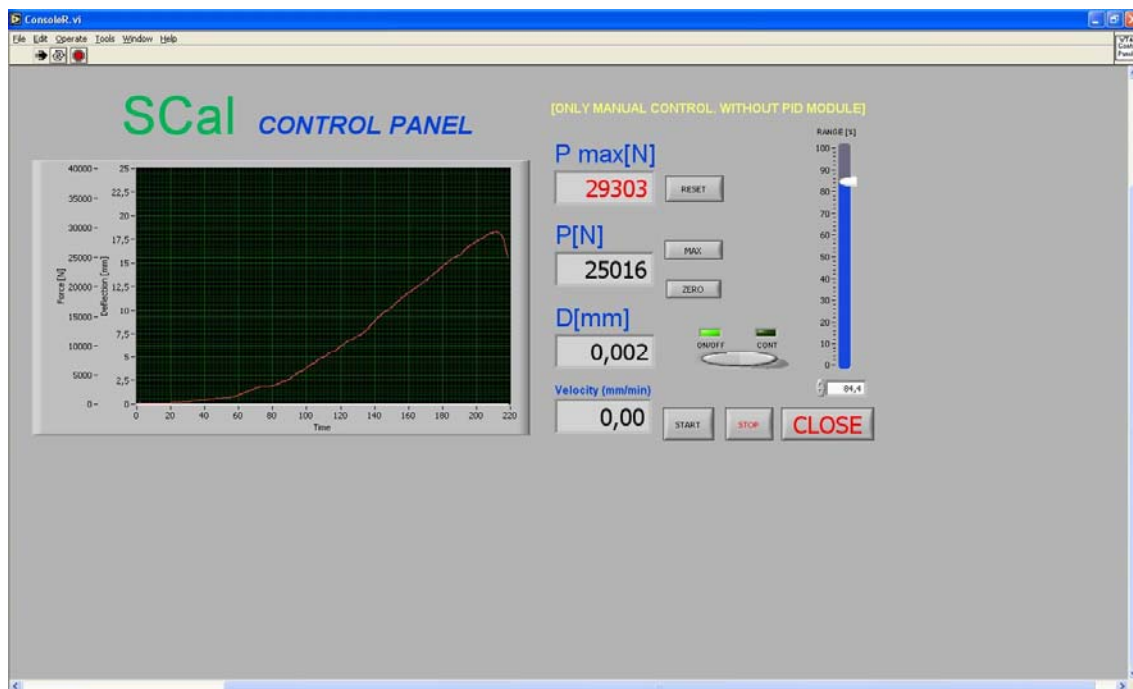 ConsoleR.vi
File Edit Operate Tools Window Help
SCal CONTROL PANEL
[ONLY MANUAL CONTROL. WITHOUT PID MODULE]
Force [N]
40000
35000
30000
25000
20000
15000
10000
5000
0
Deflection [mm]
25
22,5
20
17,5
15
12,5
10
7,5
5
2,5
0
0 20 40 60 80 100 120 140 160 180 200 220
Time
P max[N]
29303 RESET
P[N]
MAX
25016
ZERO
D[mm]
0,002
ON/OFF CONT
Velocity (mm/min)
0,00 START STOP CLOSE
RANGE [%]
100
90
80
70
60
50
40
30
20
10
0
84,4